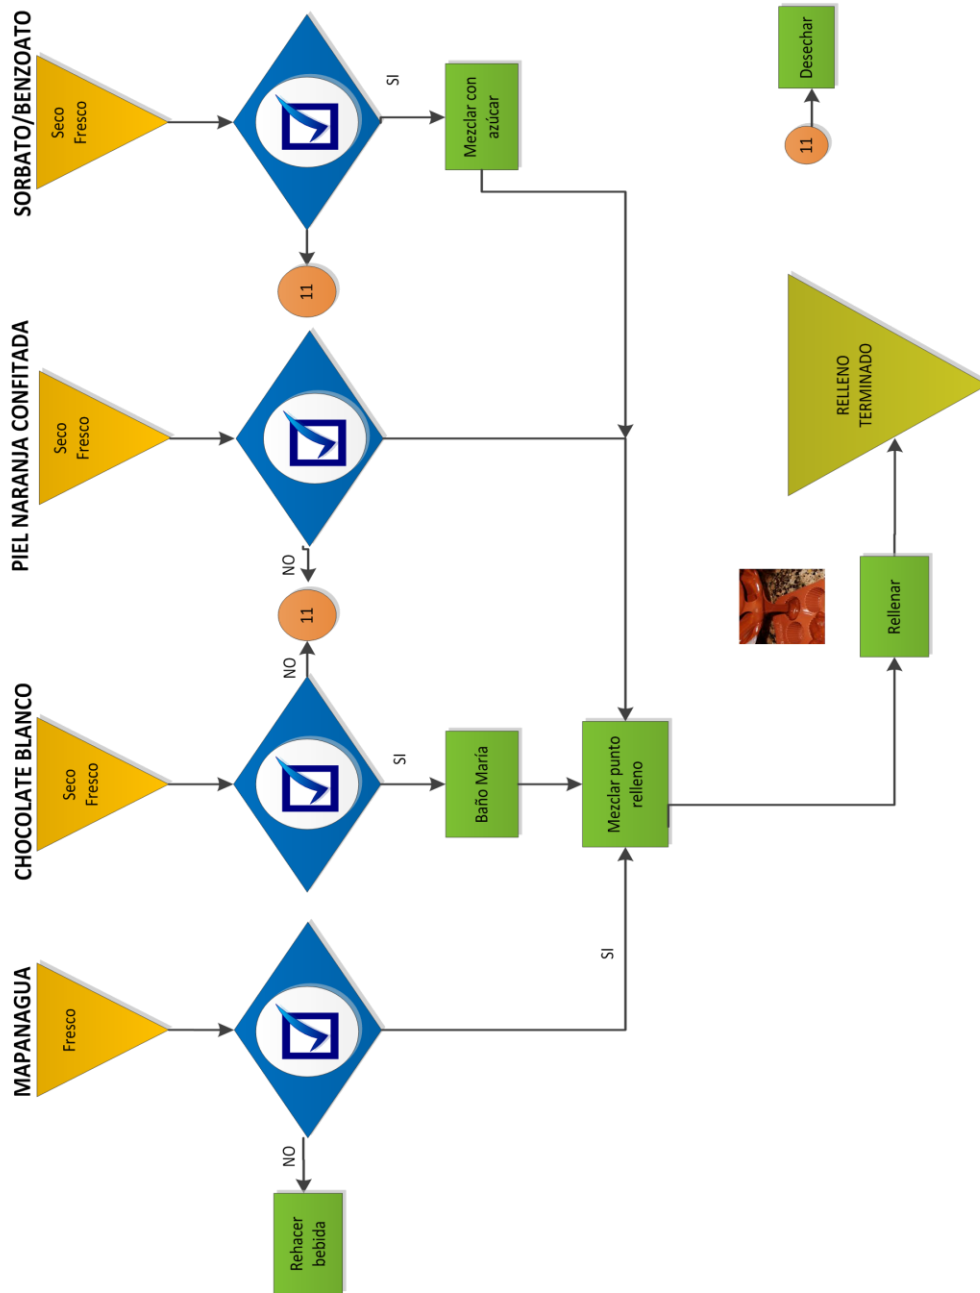 MAPANAGUA
CHOCOLATE BLANCO
PIEL NARANJA CONFITADA
SORBATO/BENZOATO
Fresco
Seco
Fresco
Seco
Fresco
Seco
Fresco
NO
Rehacer
bebida
NO
11
NO
11
SI
SI
Baño María
Mezclar con
azúcar
SI
Mezclar punto
relleno
Rellenar
RELLENO
TERMINADO
11
Desechar